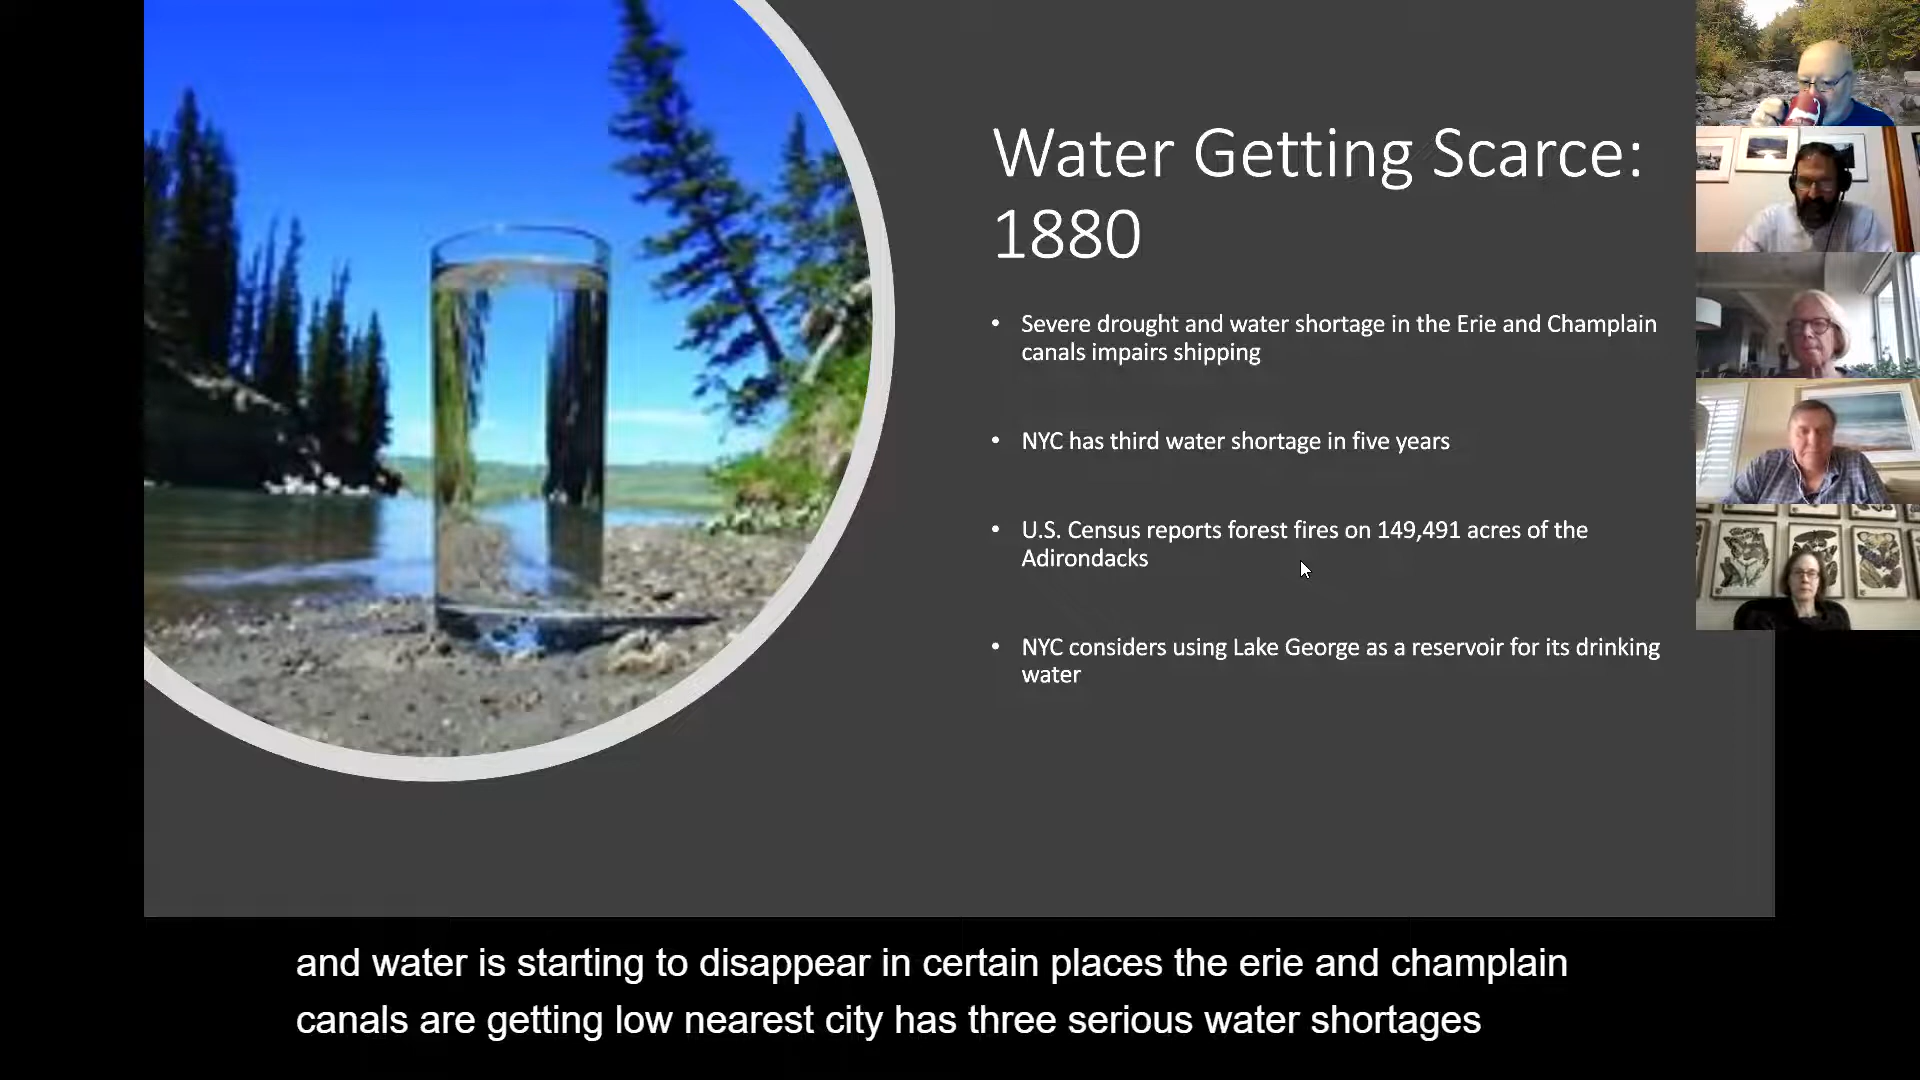 Water Getting Scarce:
1880
• Severe drought and water shortage in the Erie and Champlain
canals impairs shipping
• NYC has third water shortage in five years
• U.S. Census reports forest fires on 149,491 acres of the
Adirondacks
• NYC considers using Lake George as a reservoir for its drinking
water
and water is starting to disappear in certain places the erie and champlain
canals are getting low nearest city has three serious water shortages